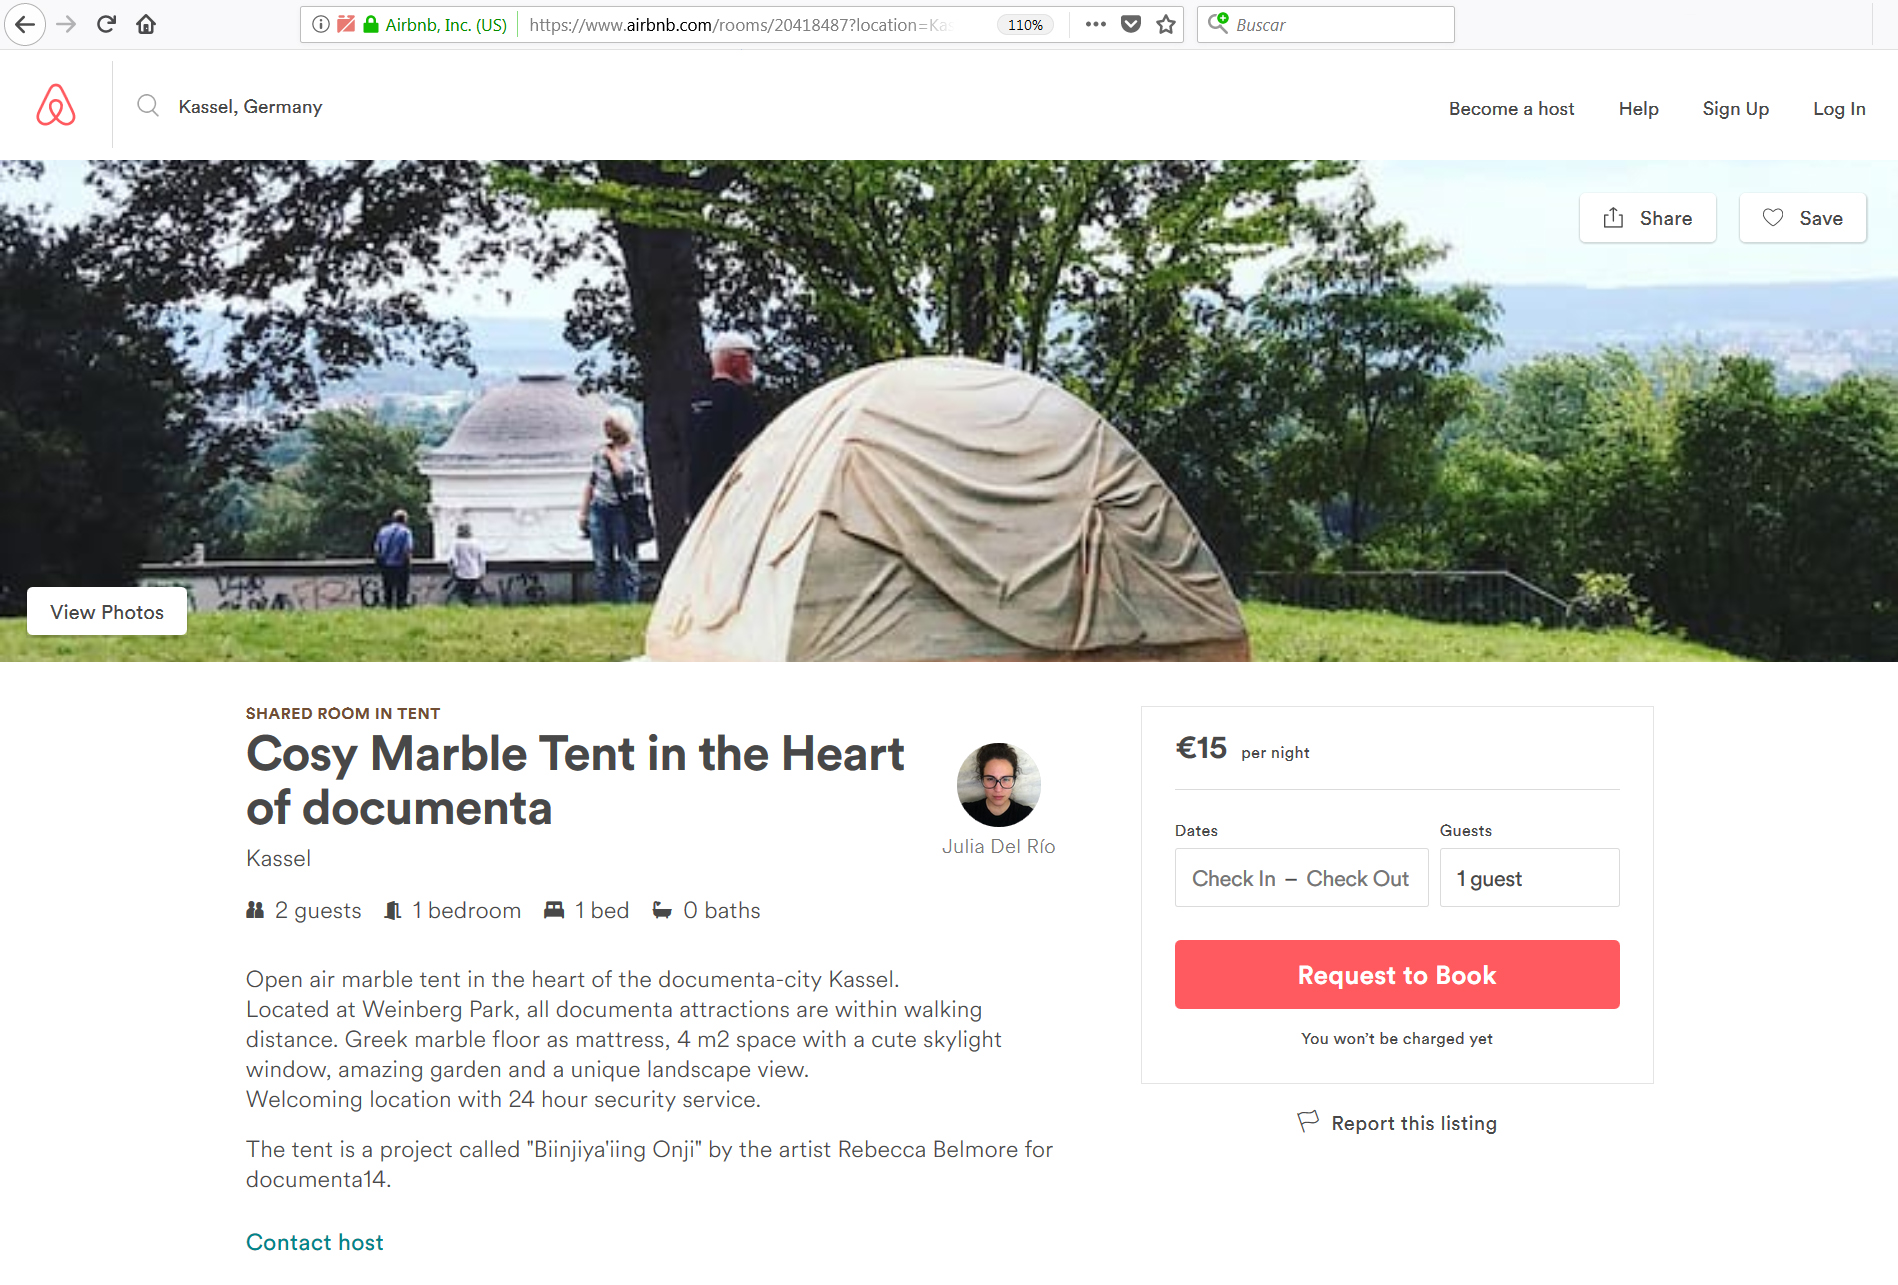 Airbnb, Inc. (US)
https://www.airbnb.com/rooms/20418487?location=Kas
110%
Buscar
Kassel, Germany
Become a host
Help
Sign Up
Log In
Share
Save
View Photos
SHARED ROOM IN TENT
Cosy Marble Tent in the Heart
of documenta
Kassel
Julia Del Río
2 guests
1 bedroom
1 bed
0 baths
Open air marble tent in the heart of the documenta-city Kassel.
Located at Weinberg Park, all documenta attractions are within walking
distance. Greek marble floor as mattress, 4 m2 space with a cute skylight
window, amazing garden and a unique landscape view.
Welcoming location with 24 hour security service.
The tent is a project called "Biinjiya'iing Onji" by the artist Rebecca Belmore for
documenta14.
Contact host
€15 per night
Dates
Guests
Check In – Check Out
1 guest
Request to Book
You won't be charged yet
Report this listing